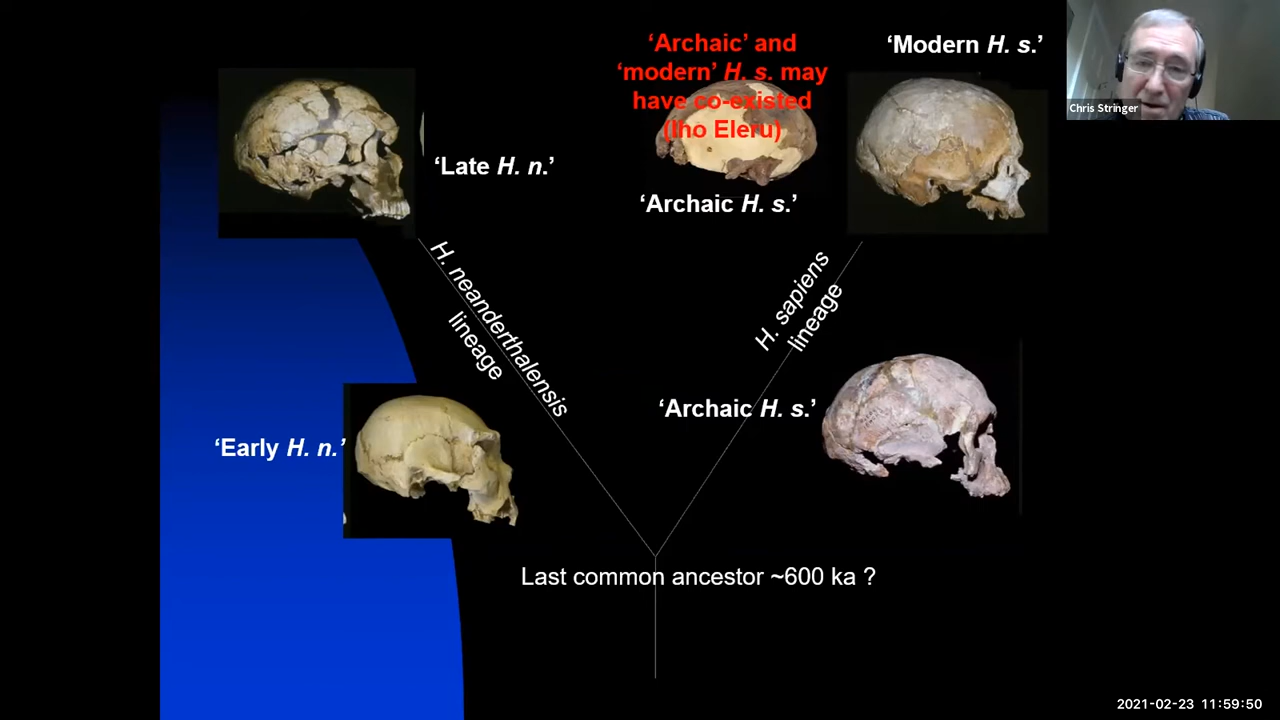 'Archaic' and
'modern' H. s. may
have co-existed
(Iho Eleru)
'Modern H. s.'
Chris Stringer
'Late H. n.'
'Archaic H. s.'
H. neanderthalensis
lineage
H. sapiens
lineage
'Archaic H. s.'
'Early H. n.'
Last common ancestor ~600 ka ?
2021-02-23 11:59:50